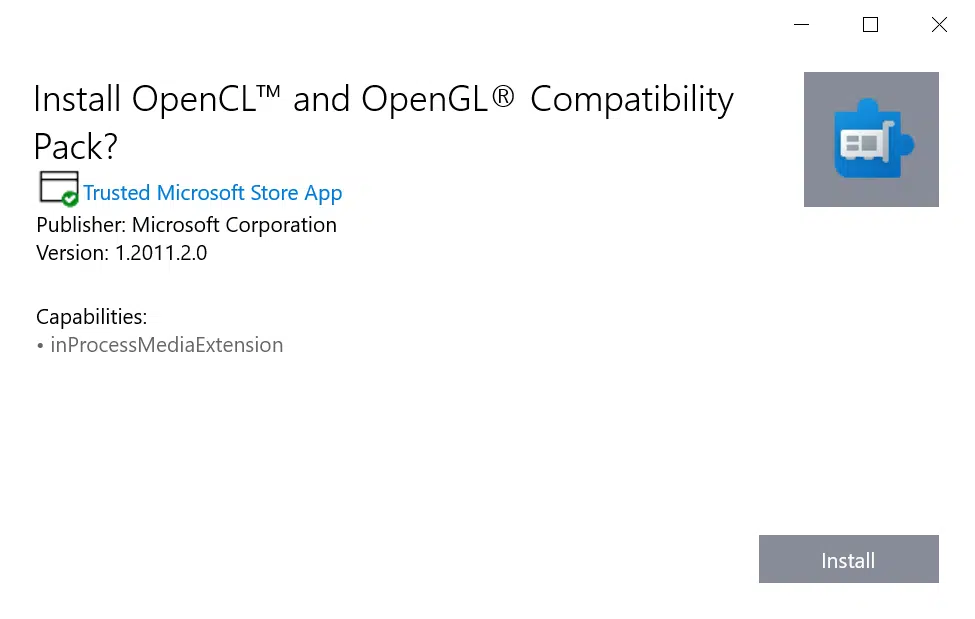 Install OpenCL™ and OpenGL® Compatibility
Pack?
Trusted Microsoft Store App
Publisher: Microsoft Corporation
Version: 1.2011.2.0
Capabilities:
• inProcessMediaExtension
Install